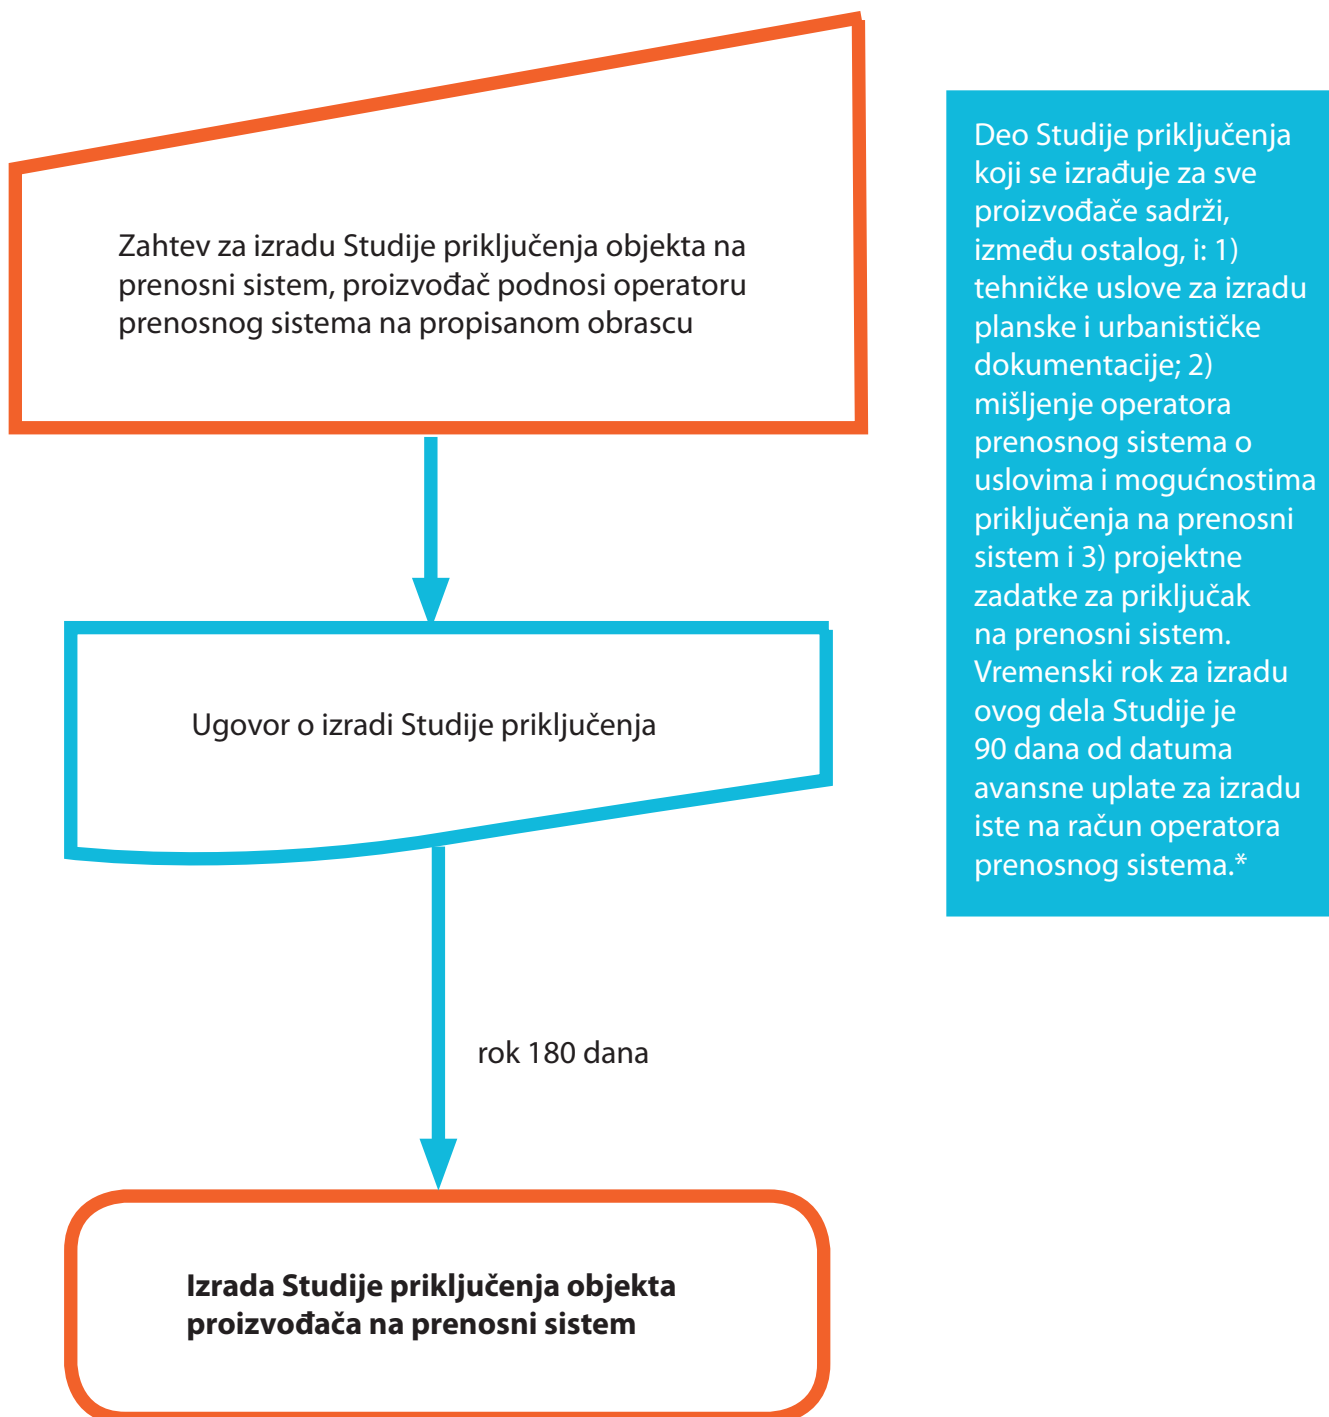 Zahtev za izradu Studije priključenja objekta na
prenosni sistem, proizvođač podnosi operatoru
prenosnog sistema na propisanom obrascu
Ugovor o izradi Studije priključenja
rok 180 dana
Izrada Studije priključenja objekta
proizvođača na prenosni sistem
Deo Studije priključenja
koji se izrađuje za sve
proizvođače sadrži,
između ostalog, i: 1)
tehničke uslove za izradu
planske i urbanističke
dokumentacije; 2)
mišljenje operatora
prenosnog sistema o
uslovima i mogućnostima
priključenja na prenosni
sistem i 3) projektne
zadatke za priključak
na prenosni sistem.
Vremenski rok za izradu
ovog dela Studije je
90 dana od datuma
avansne uplate za izradu
iste na račun operatora
prenosnog sistema.*